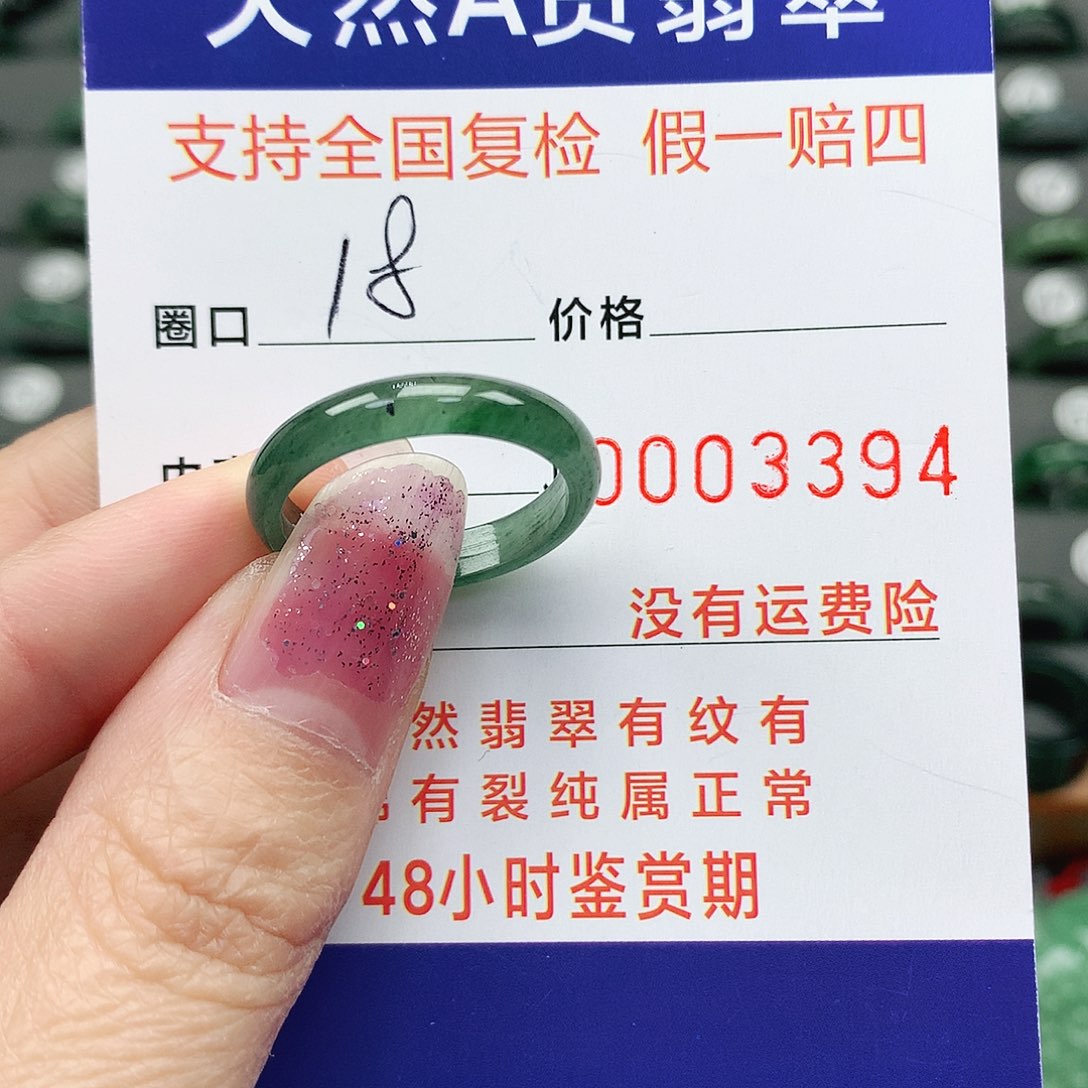 天然A货翡翠
支持全国复检 假一赔四
圈口 18 价格
0003394
没有运费险
然翡翠有纹有
有裂纯属正常
48小时鉴赏期